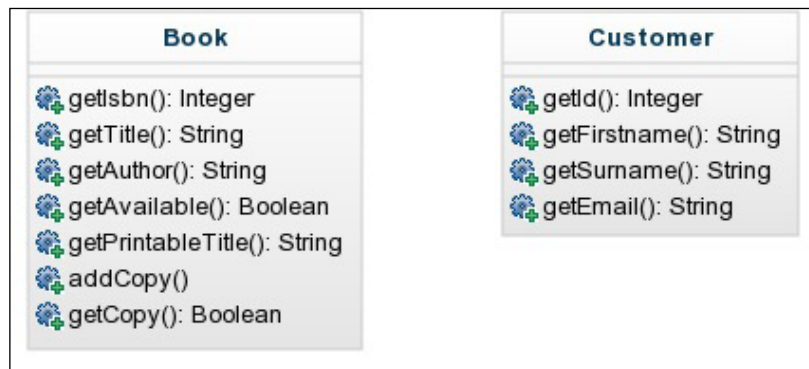 Book
getIsbn(): Integer
getTitle(): String
getAuthor(): String
getAvailable(): Boolean
getPrintableTitle(): String
addCopy()
getCopy(): Boolean
Customer
getId(): Integer
getFirstname(): String
getSurname(): String
getEmail(): String